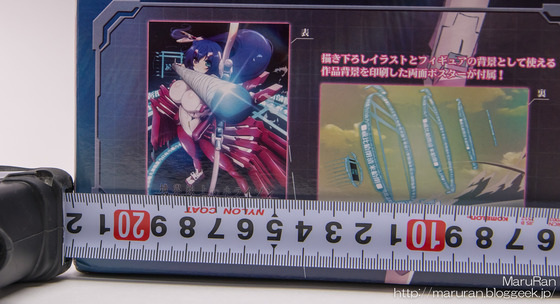 表
描き下ろしイラストとフィギュアの背景として使える
作品背景を印刷した両面ポスターが付属！
裏
2 1 20 9 8 7 6 5 4 3 2 1 10 9 8 7 6
NYLON COAT
KOMELON
MaruRan
http://maruran.bloggeek.jp